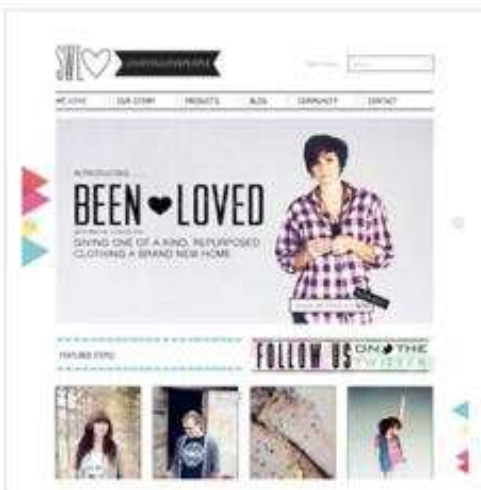 SWL
HOME OUR STORY PRODUCTS BLOG COMMUNITY CONTACT
INTRODUCING . . .
BEEN LOVED
GIVING ONE OF A KIND, REPURPOSED
CLOTHING A BRAND NEW HOME.
FEATURED ITEMS
FOLLOW US ON THE
TWITTER